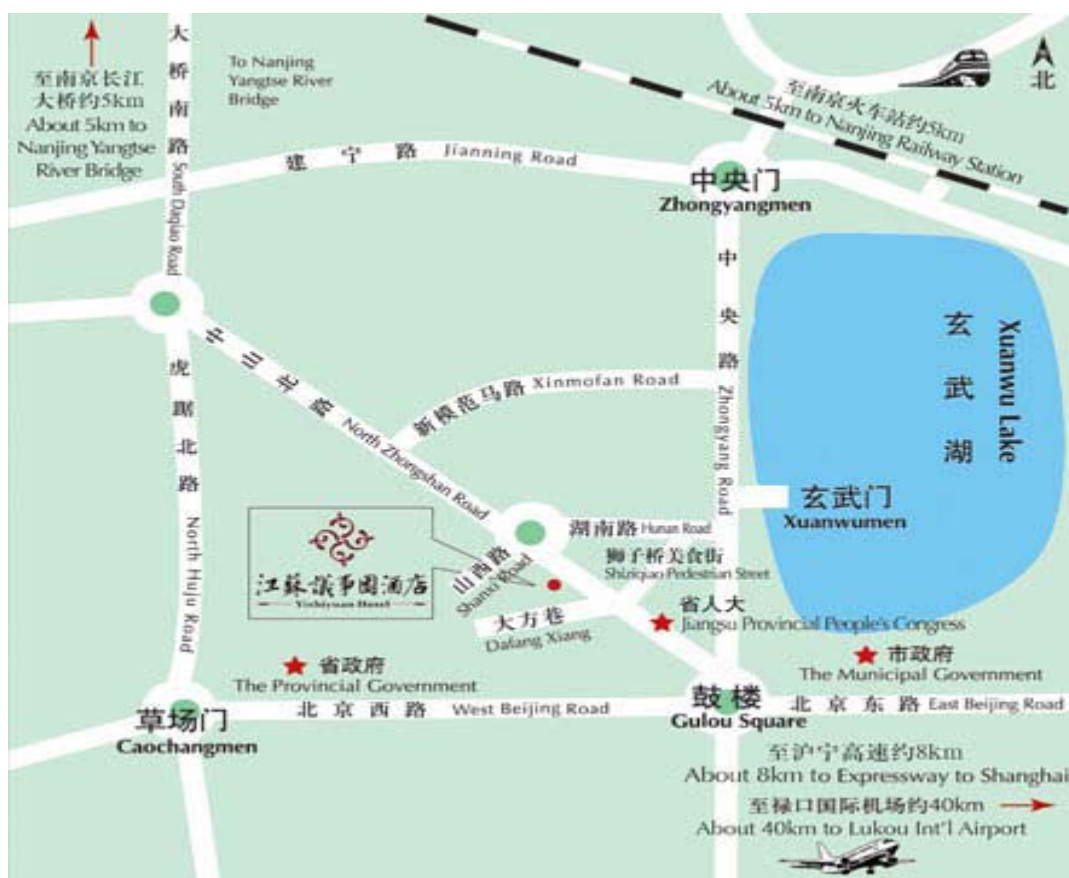 至南京长江
大桥约5km
About 5km to
Nanjing Yangtse
River Bridge
大桥南路
South Daqiao Road
To Nanjing
Yangtse River
Bridge
北
至南京火车站约5km
About 5km to Nanjing Railway Station
建宁路 Jianning Road
中央门
Zhongyangmen
中央路
Zhongyang Road
玄武湖
Xuanwu Lake
中山北路 North Zhongshan Road
虎踞北路
North Huju Road
新模范马路 Xinmofan Road
玄武门
Xuanwumen
湖南路 Hunan Road
狮子桥美食街
Shiziqiao Pedestrian Street
江苏議事园酒店
Yishiyuan Hotel
山西路
Shanxi Road
大方巷
Dafang Xiang
省人大
Jiangsu Provincial People's Congress
省政府
The Provincial Government
市政府
The Municipal Government
草场门
Caochangmen
北京西路 West Beijing Road
鼓楼
Gulou Square
北京东路 East Beijing Road
至沪宁高速约8km
About 8km to Expressway to Shanghai
至禄口国际机场约40km
About 40km to Lukou Int'l Airport